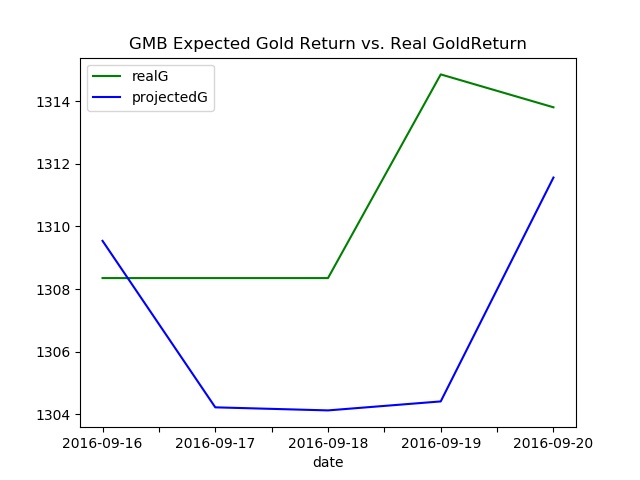 GMB Expected Gold Return vs. Real GoldReturn
realG
projectedG
1314
1312
1310
1308
1306
1304
2016-09-16 2016-09-17 2016-09-18 2016-09-19 2016-09-20
date